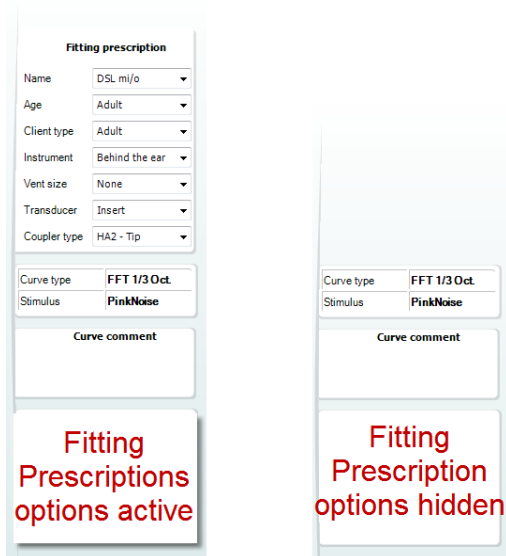 Fitting prescription
Name DSL mi/o
Age Adult
Client type Adult
Instrument Behind the ear
Vent size None
Transducer Insert
Coupler type HA2 - Tip
Curve type FFT 1/3 Oct.
Stimulus PinkNoise
Curve comment
Fitting
Prescriptions
options active
Curve type FFT 1/3 Oct.
Stimulus PinkNoise
Curve comment
Fitting
Prescription
options hidden